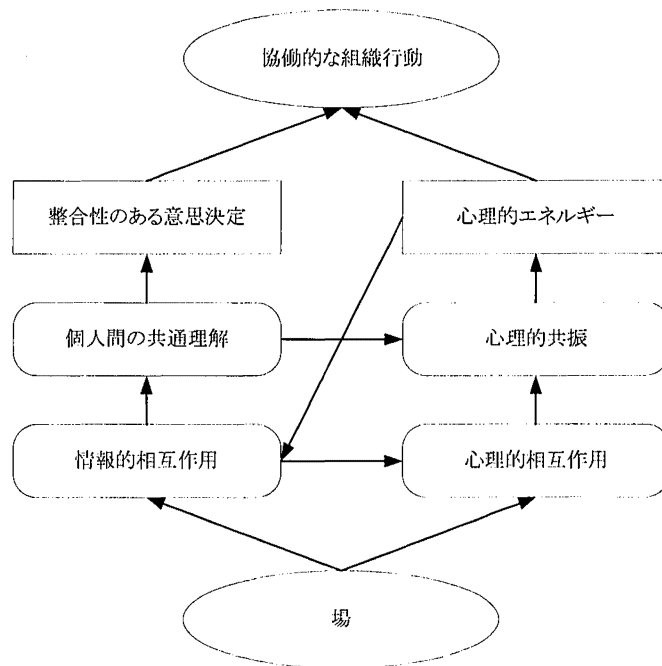 協働的な組織行動
整合性のある意思決定
心理的エネルギー
個人間の共通理解
心理的共振
情報的相互作用
心理的相互作用
場